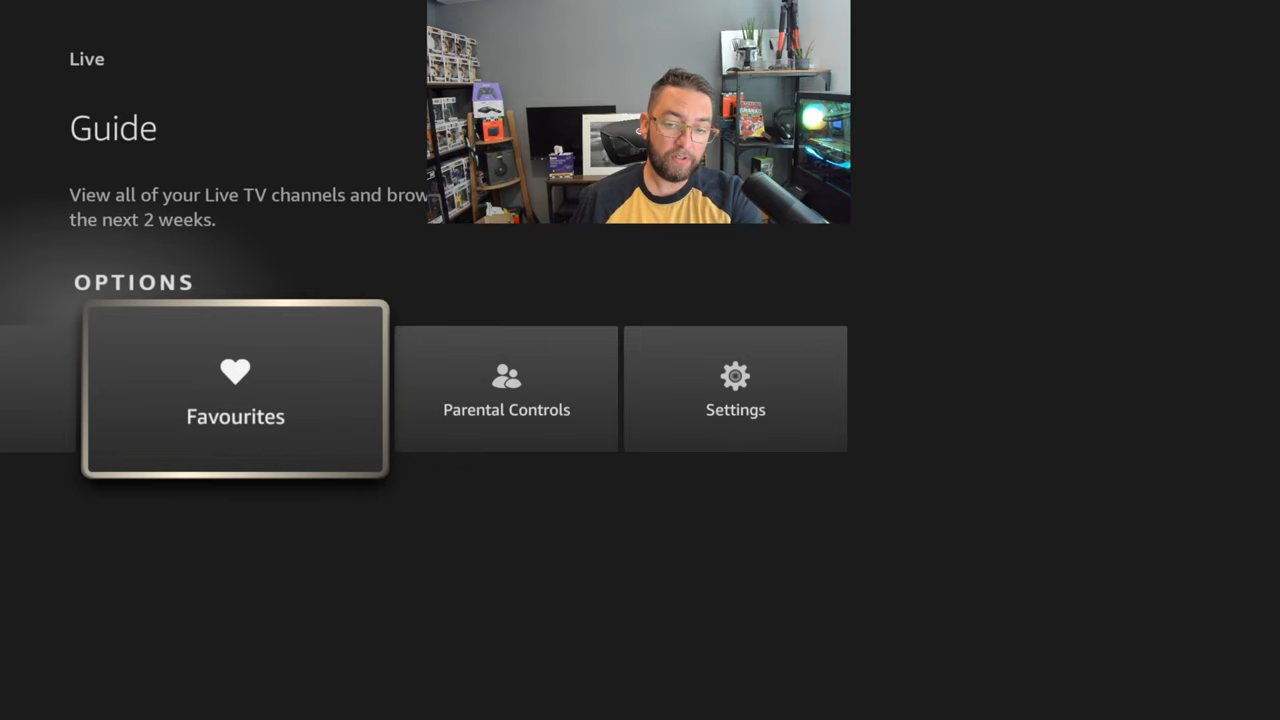 Live
Guide
View all of your Live TV channels and brow
the next 2 weeks.
OPTIONS
Favourites
Parental Controls
Settings